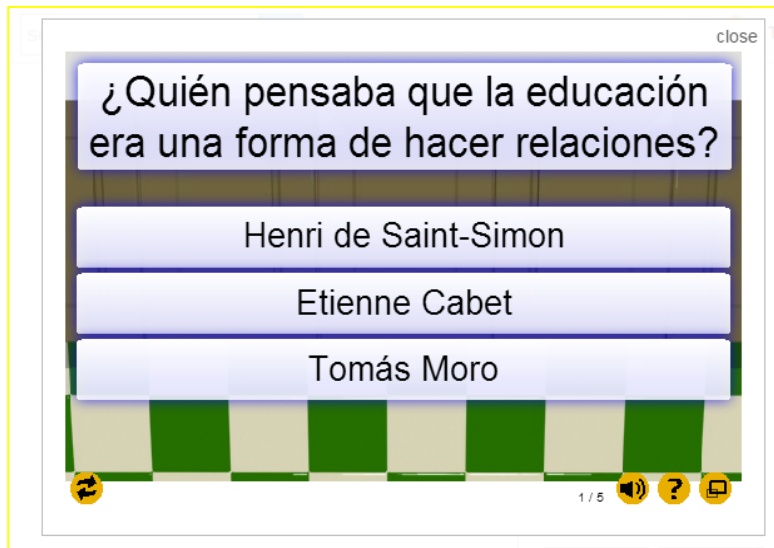 close
¿Quién pensaba que la educación
era una forma de hacer relaciones?
Henri de Saint-Simon
Etienne Cabet
Tomás Moro
1 / 5
?